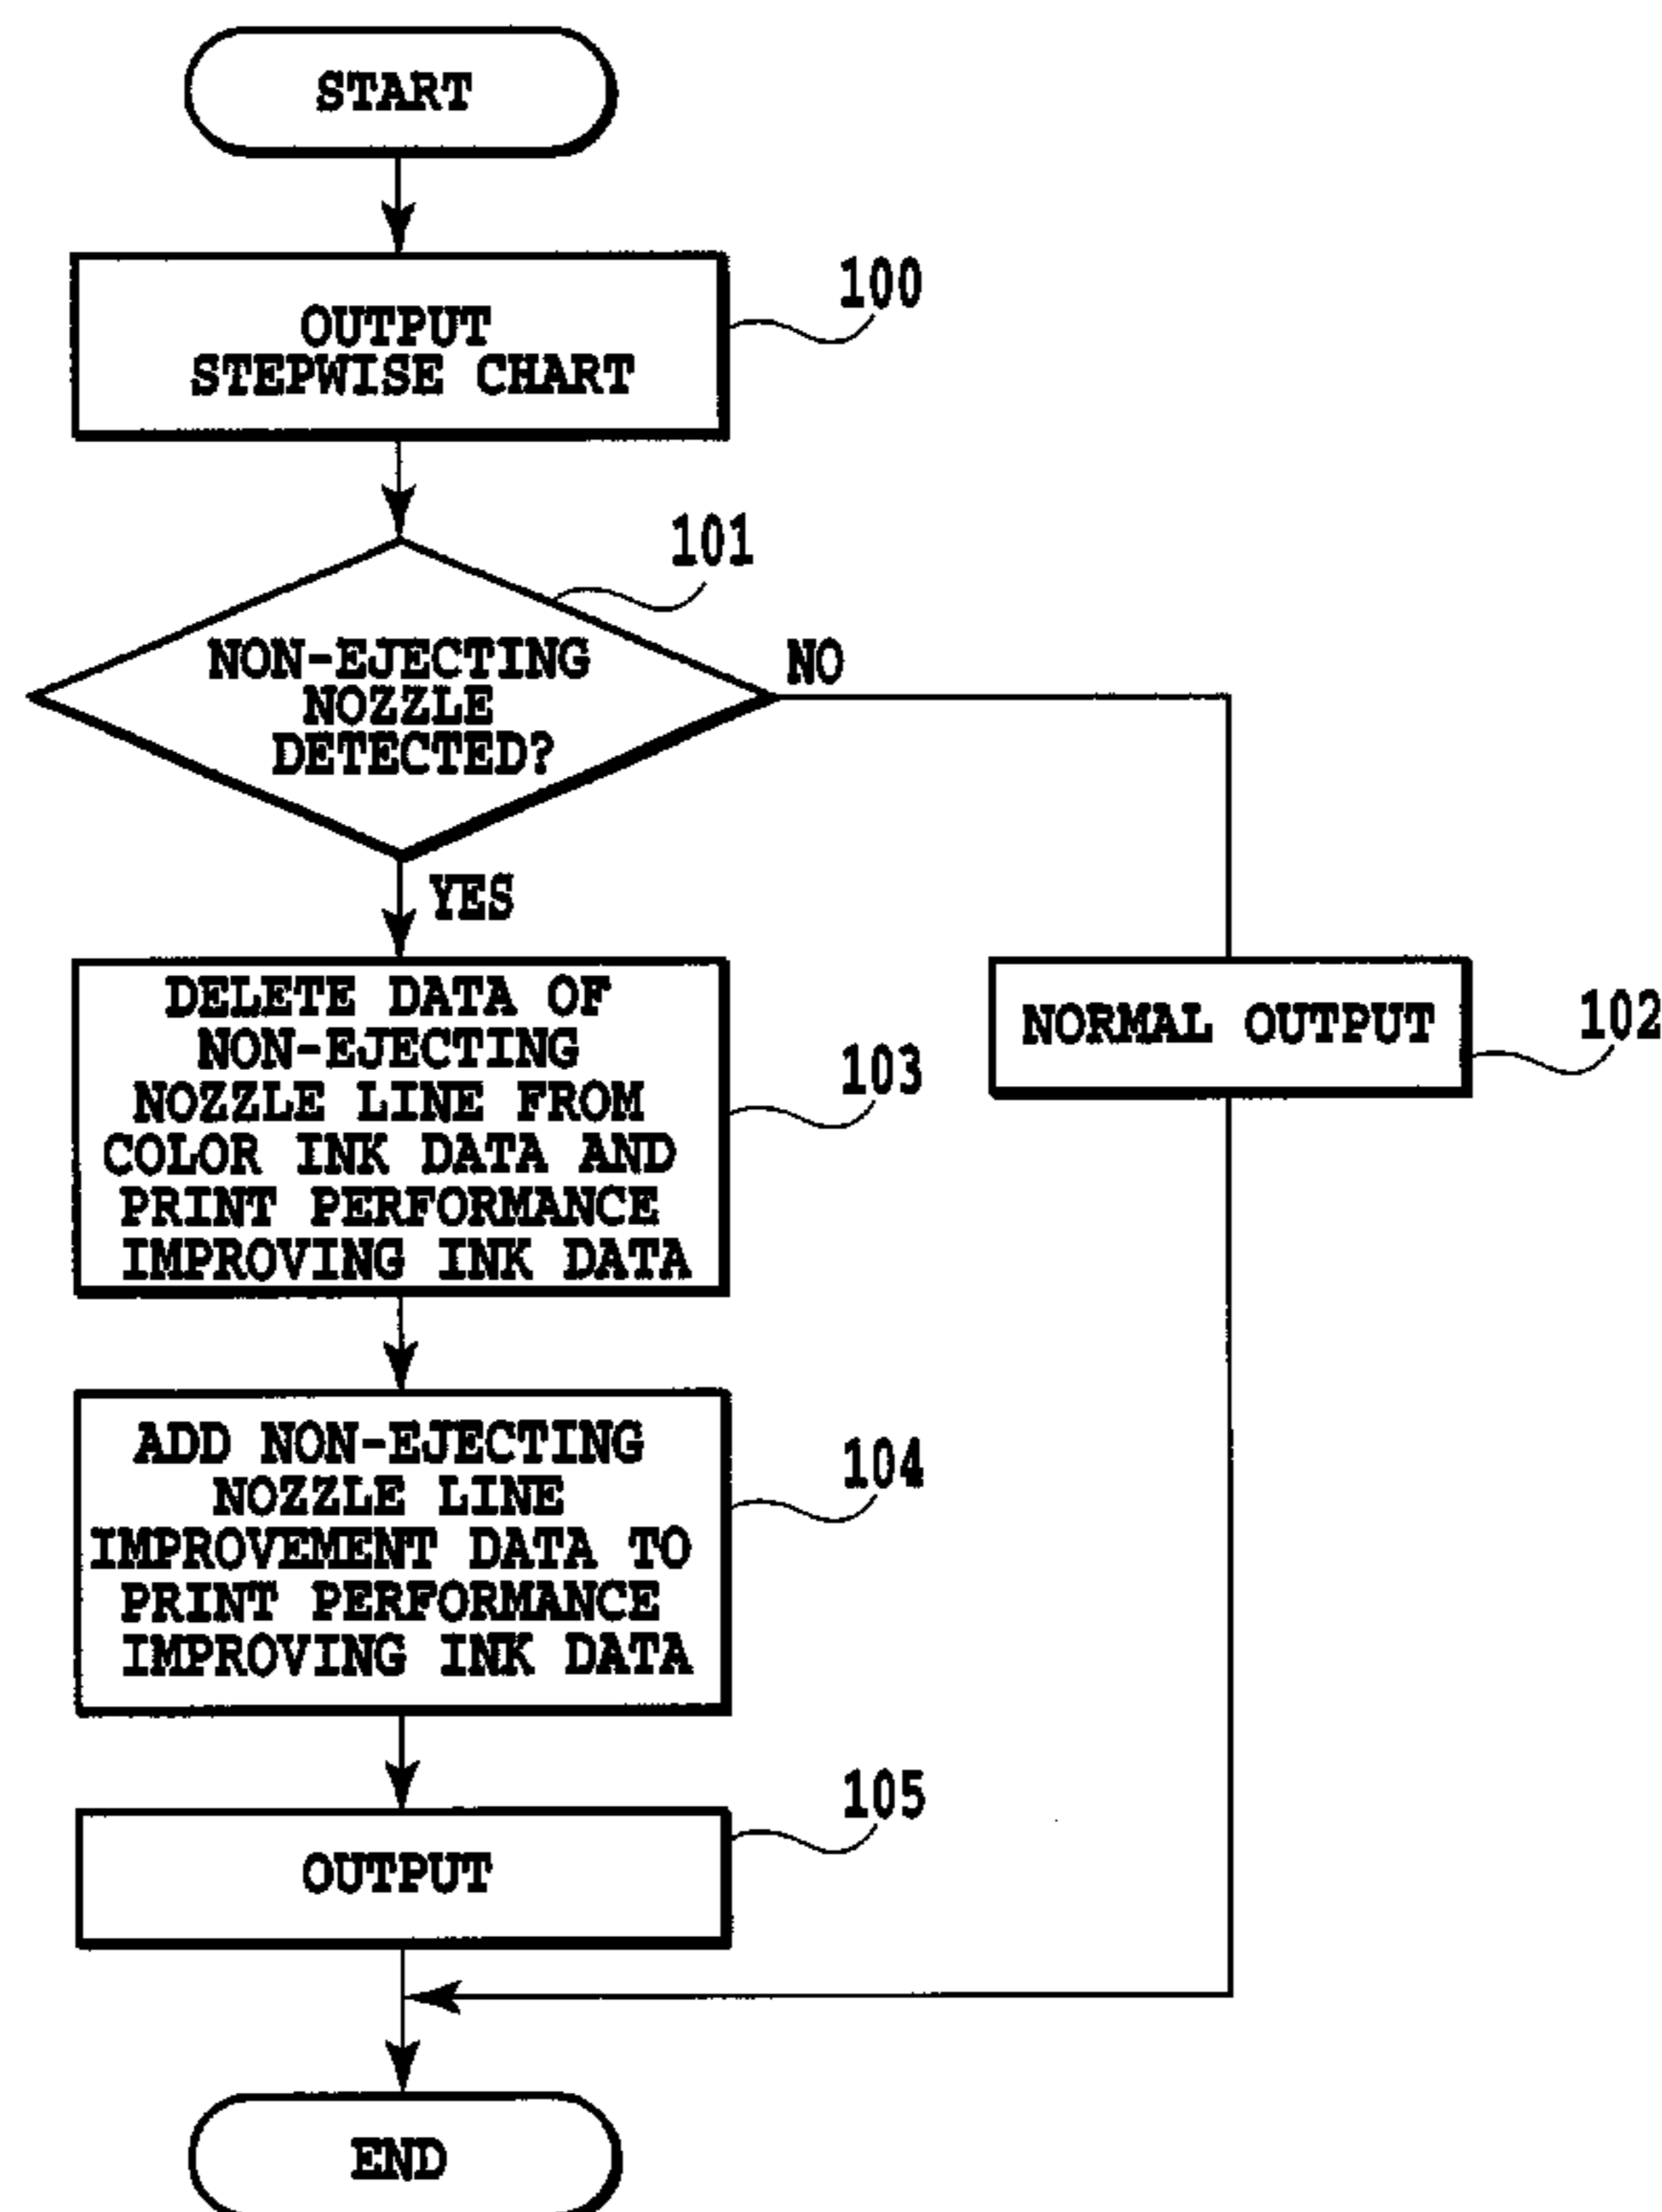 START
100
OUTPUT
STEPWISE CHART
101
NON-EJECTING
NOZZLE
DETECTED?
NO
YES
DELETE DATA OF
NON-EJECTING
NOZZLE LINE FROM
COLOR INK DATA AND
PRINT PERFORMANCE
IMPROVING INK DATA
103
NORMAL OUTPUT
102
ADD NON-EJECTING
NOZZLE LINE
IMPROVEMENT DATA TO
PRINT PERFORMANCE
IMPROVING INK DATA
104
105
OUTPUT
END